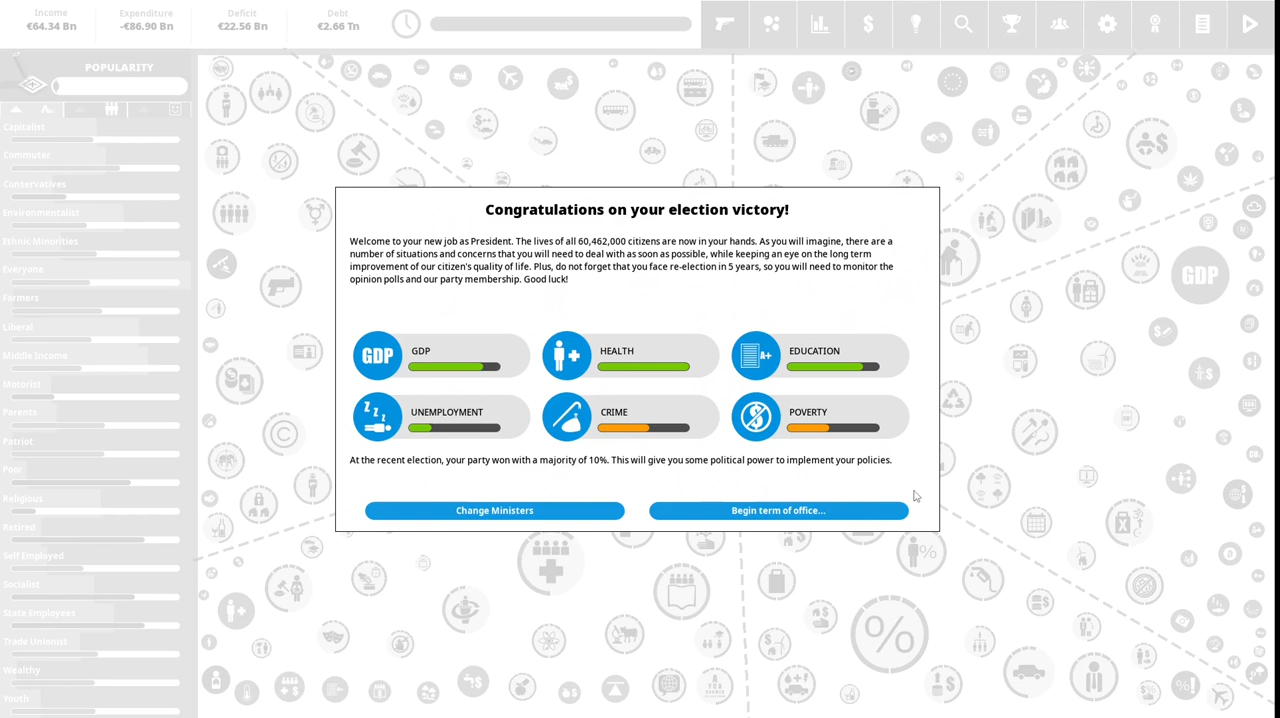 Income
Expenditure
Deficit
Debt
€64.34 Bn
-€86.90 Bn
€22.56 Bn
€2.66 Tn
POPULARITY
Capitalist
Commuter
Conservatives
Environmentalist
Ethnic Minorities
Everyone
Farmers
Liberal
Middle Income
Motorist
Parents
Patriot
Poor
Religious
Retired
Self Employed
Socialist
State Employees
Trade Unionist
Wealthy
Youth
Congratulations on your election victory!
Welcome to your new job as President. The lives of all 60,462,000 citizens are now in your hands. As you will imagine, there are a
number of situations and concerns that you will need to deal with as soon as possible, while keeping an eye on the long term
improvement of our citizen's quality of life. Plus, do not forget that you face re-election in 5 years, so you will need to monitor the
opinion polls and our party membership. Good luck!
GDP
GDP
HEALTH
A+
EDUCATION
Z Z Z
UNEMPLOYMENT
CRIME
POVERTY
At the recent election, your party won with a majority of 10%. This will give you some political power to implement your policies.
Change Ministers
Begin term of office...
GDP